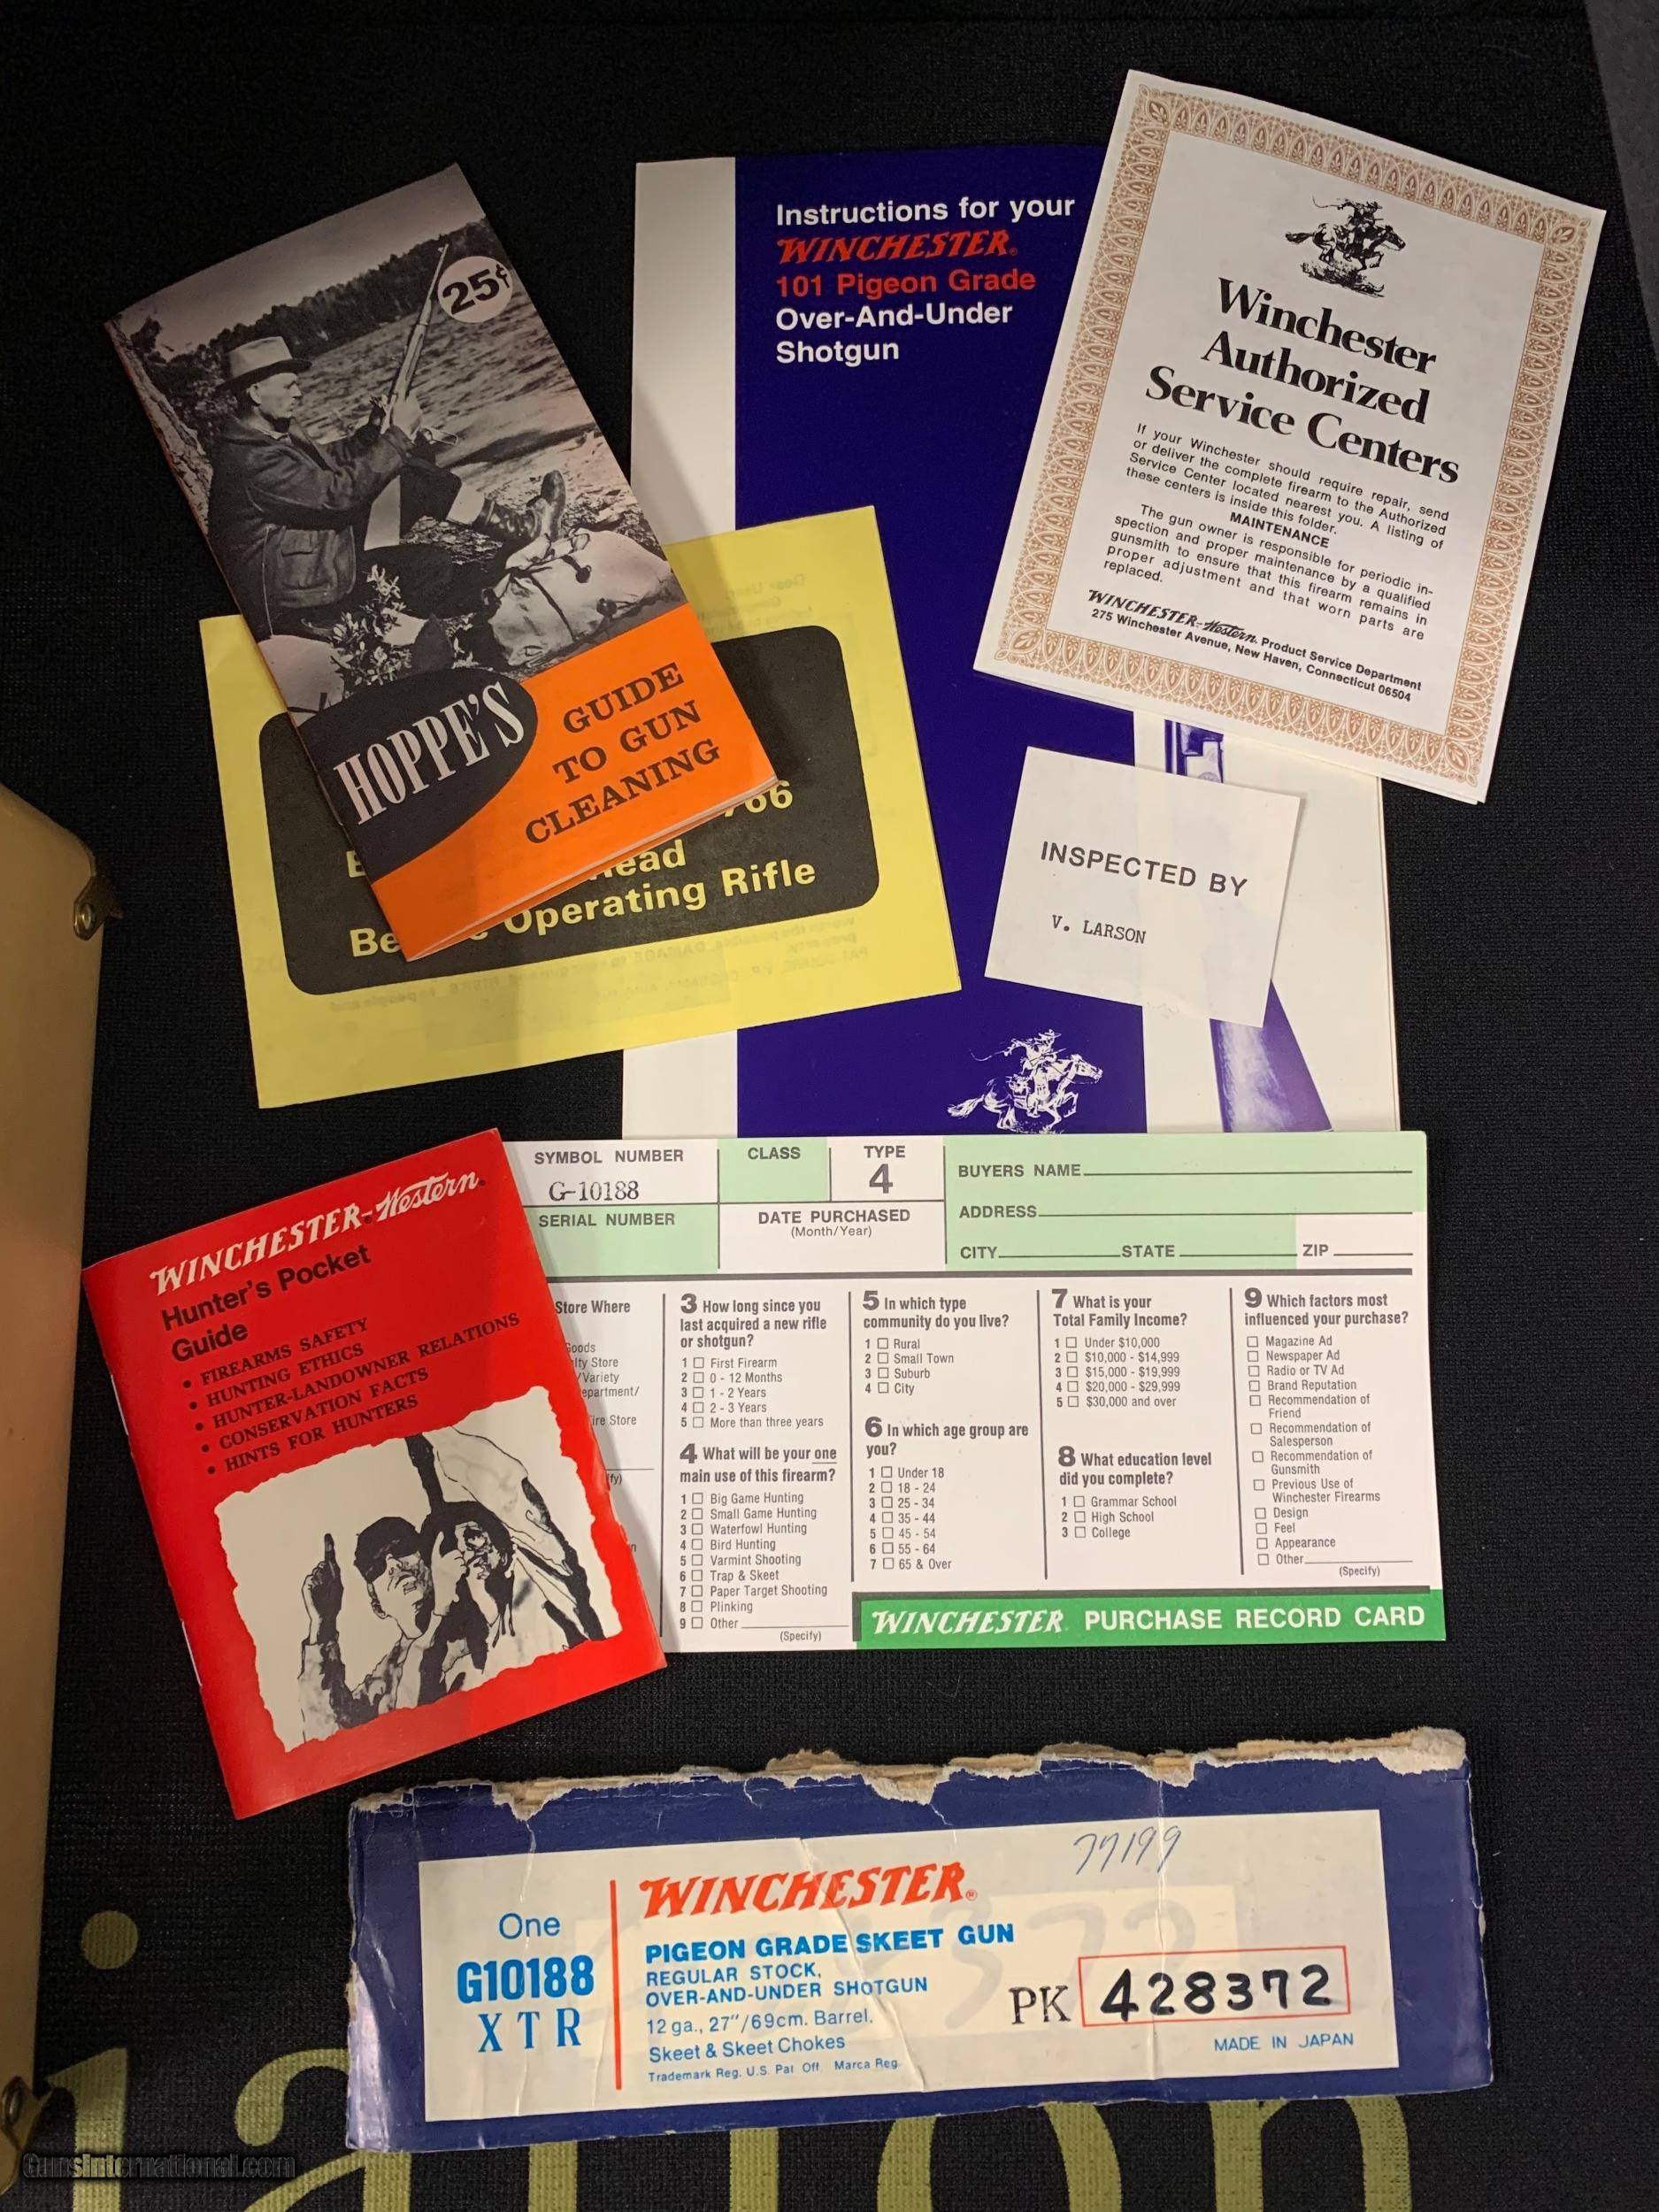 25¢
HOPPE'S
GUIDE
TO GUN
CLEANING
Instructions for your
WINCHESTER®
101 Pigeon Grade
Over-And-Under
Shotgun
Winchester
Authorized
Service Centers
If your Winchester should require repair, send
or deliver the complete firearm to the Authorized
Service Center located nearest you. A listing of
these centers is inside this folder.
MAINTENANCE
The gun owner is responsible for periodic in-
spection and proper maintenance by a qualified
gunsmith to ensure that this firearm remains in
proper adjustment and that worn parts are
replaced.
WINCHESTER-Western Product Service Department
275 Winchester Avenue, New Haven, Connecticut 06504
Operating Rifle
INSPECTED BY
V. LARSON
WINCHESTER®-Western
Hunter's Pocket
Guide
• FIREARMS SAFETY
• HUNTING ETHICS
• HUNTER-LANDOWNER RELATIONS
• CONSERVATION FACTS
• HINTS FOR HUNTERS
SYMBOL NUMBER
G-10188
CLASS
TYPE
4
SERIAL NUMBER
DATE PURCHASED
(Month/Year)
BUYERS NAME
ADDRESS
CITY STATE ZIP
Store Where
3 How long since you
last acquired a new rifle
or shotgun?
1 □ First Firearm
2 □ 0 - 12 Months
3 □ 1 - 2 Years
4 □ 2 - 3 Years
5 □ More than three years
4 What will be your one
main use of this firearm?
1 □ Big Game Hunting
2 □ Small Game Hunting
3 □ Waterfowl Hunting
4 □ Bird Hunting
5 □ Varmint Shooting
6 □ Trap & Skeet
7 □ Paper Target Shooting
8 □ Plinking
9 □ Other
(Specify)
5 In which type
community do you live?
1 □ Rural
2 □ Small Town
3 □ Suburb
4 □ City
6 In which age group are
you?
1 □ Under 18
2 □ 18 - 24
3 □ 25 - 34
4 □ 35 - 44
5 □ 45 - 54
6 □ 55 - 64
7 □ 65 & Over
7 What is your
Total Family Income?
1 □ Under $10,000
2 □ $10,000 - $14,999
3 □ $15,000 - $19,999
4 □ $20,000 - $29,999
5 □ $30,000 and over
8 What education level
did you complete?
1 □ Grammar School
2 □ High School
3 □ College
9 Which factors most
influenced your purchase?
□ Magazine Ad
□ Newspaper Ad
□ Radio or TV Ad
□ Brand Reputation
□ Recommendation of
Friend
□ Recommendation of
Salesperson
□ Recommendation of
Gunsmith
□ Previous Use of
Winchester Firearms
□ Design
□ Feel
□ Appearance
□ Other
(Specify)
WINCHESTER PURCHASE RECORD CARD
77199
One
G10188
XTR
WINCHESTER®
PIGEON GRADE SKEET GUN
REGULAR STOCK,
OVER-AND-UNDER SHOTGUN
12 ga., 27"/69cm. Barrel,
Skeet & Skeet Chokes
Trademark Reg. U.S. Pat. Off. Marca Reg.
PK 428372
MADE IN JAPAN
GunsInternational.com